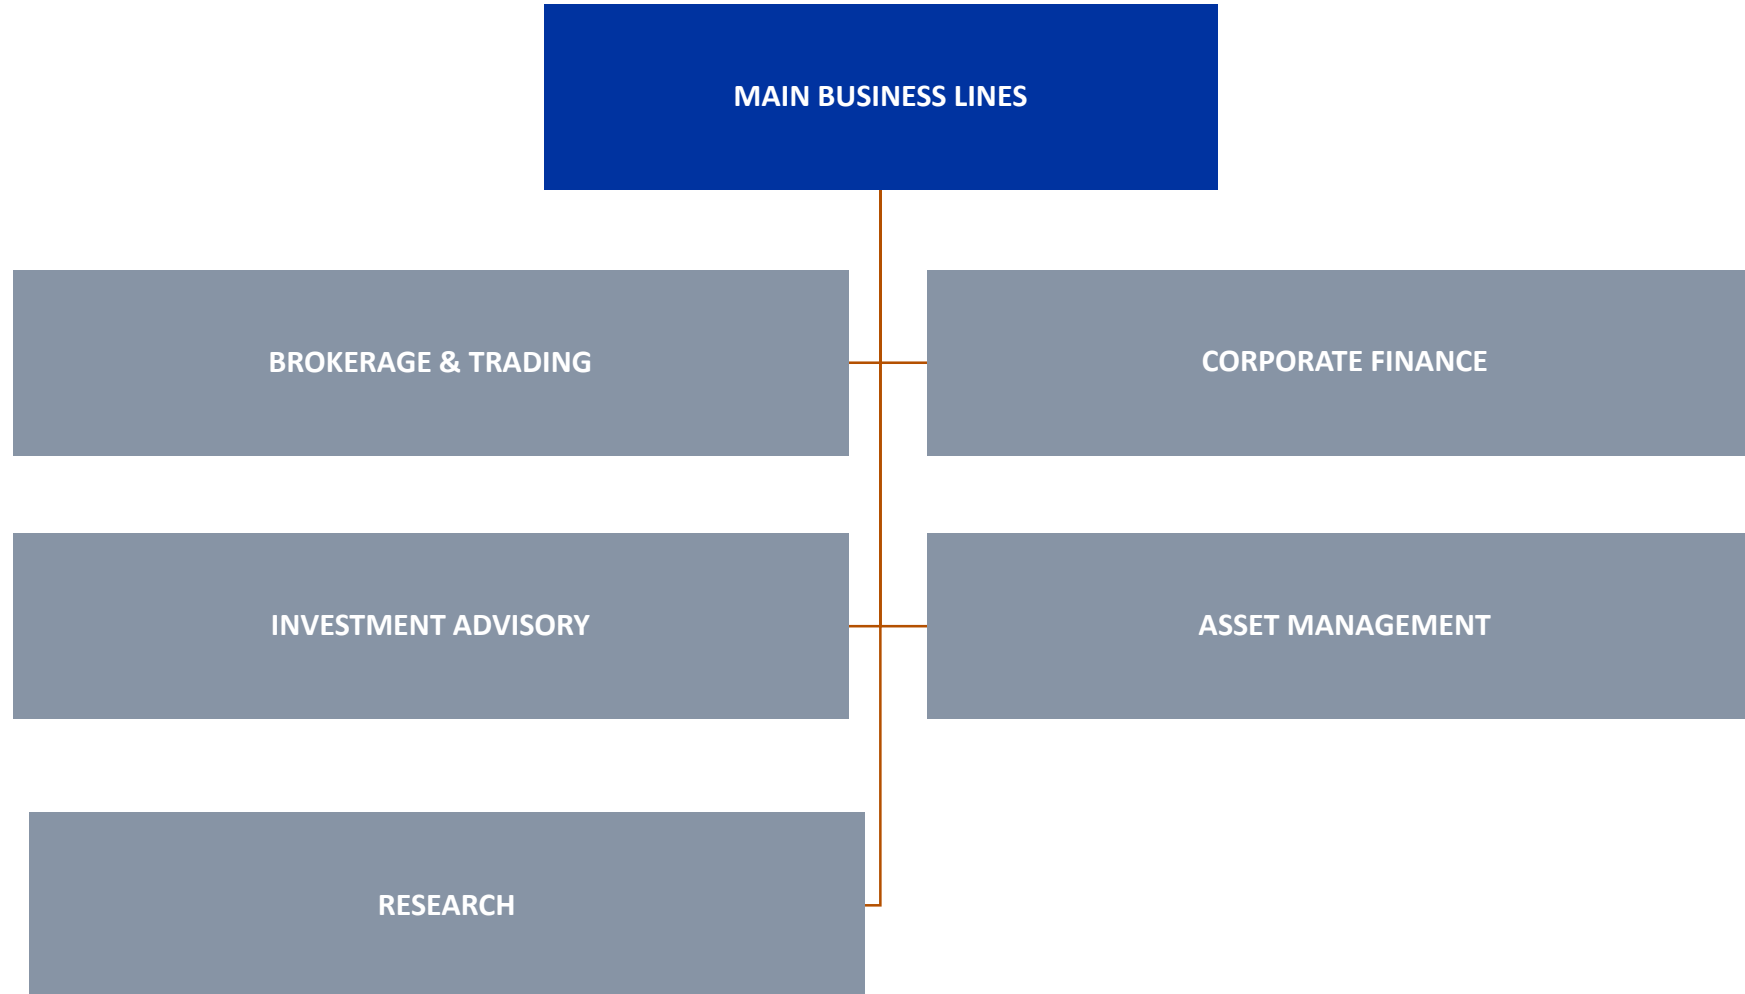 MAIN BUSINESS LINES
BROKERAGE & TRADING
CORPORATE FINANCE
INVESTMENT ADVISORY
ASSET MANAGEMENT
RESEARCH